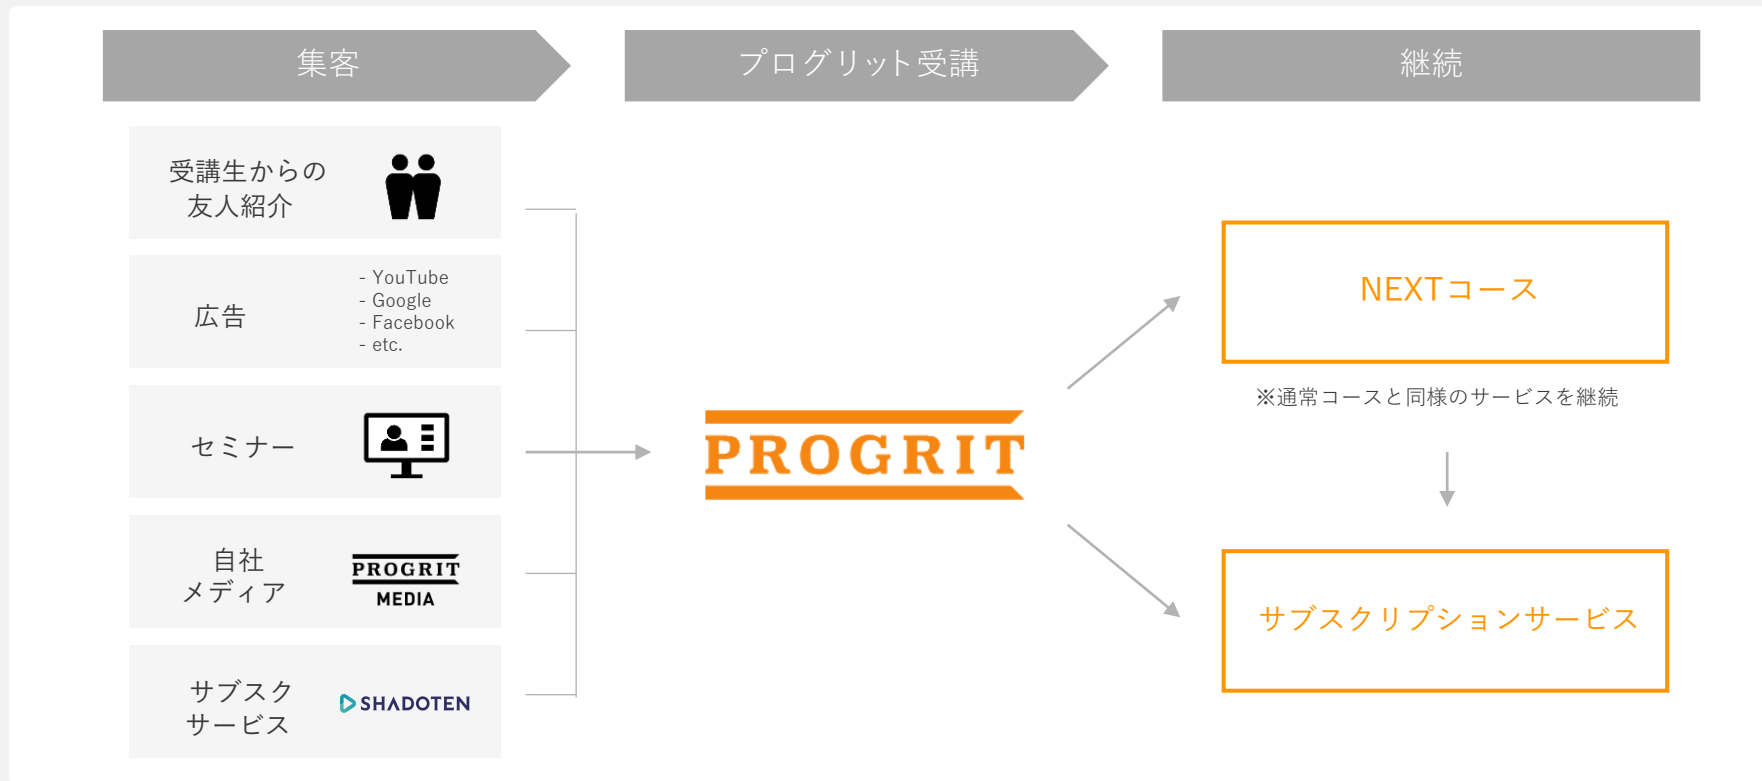 集客
プログリット受講
継続
受講生からの
友人紹介
広告
- YouTube
- Google
- Facebook
- etc.
セミナー
自社
メディア
PROGRIT
MEDIA
サブスク
サービス
SHADOTEN
PROGRIT
NEXTコース
※通常コースと同様のサービスを継続
サブスクリプションサービス